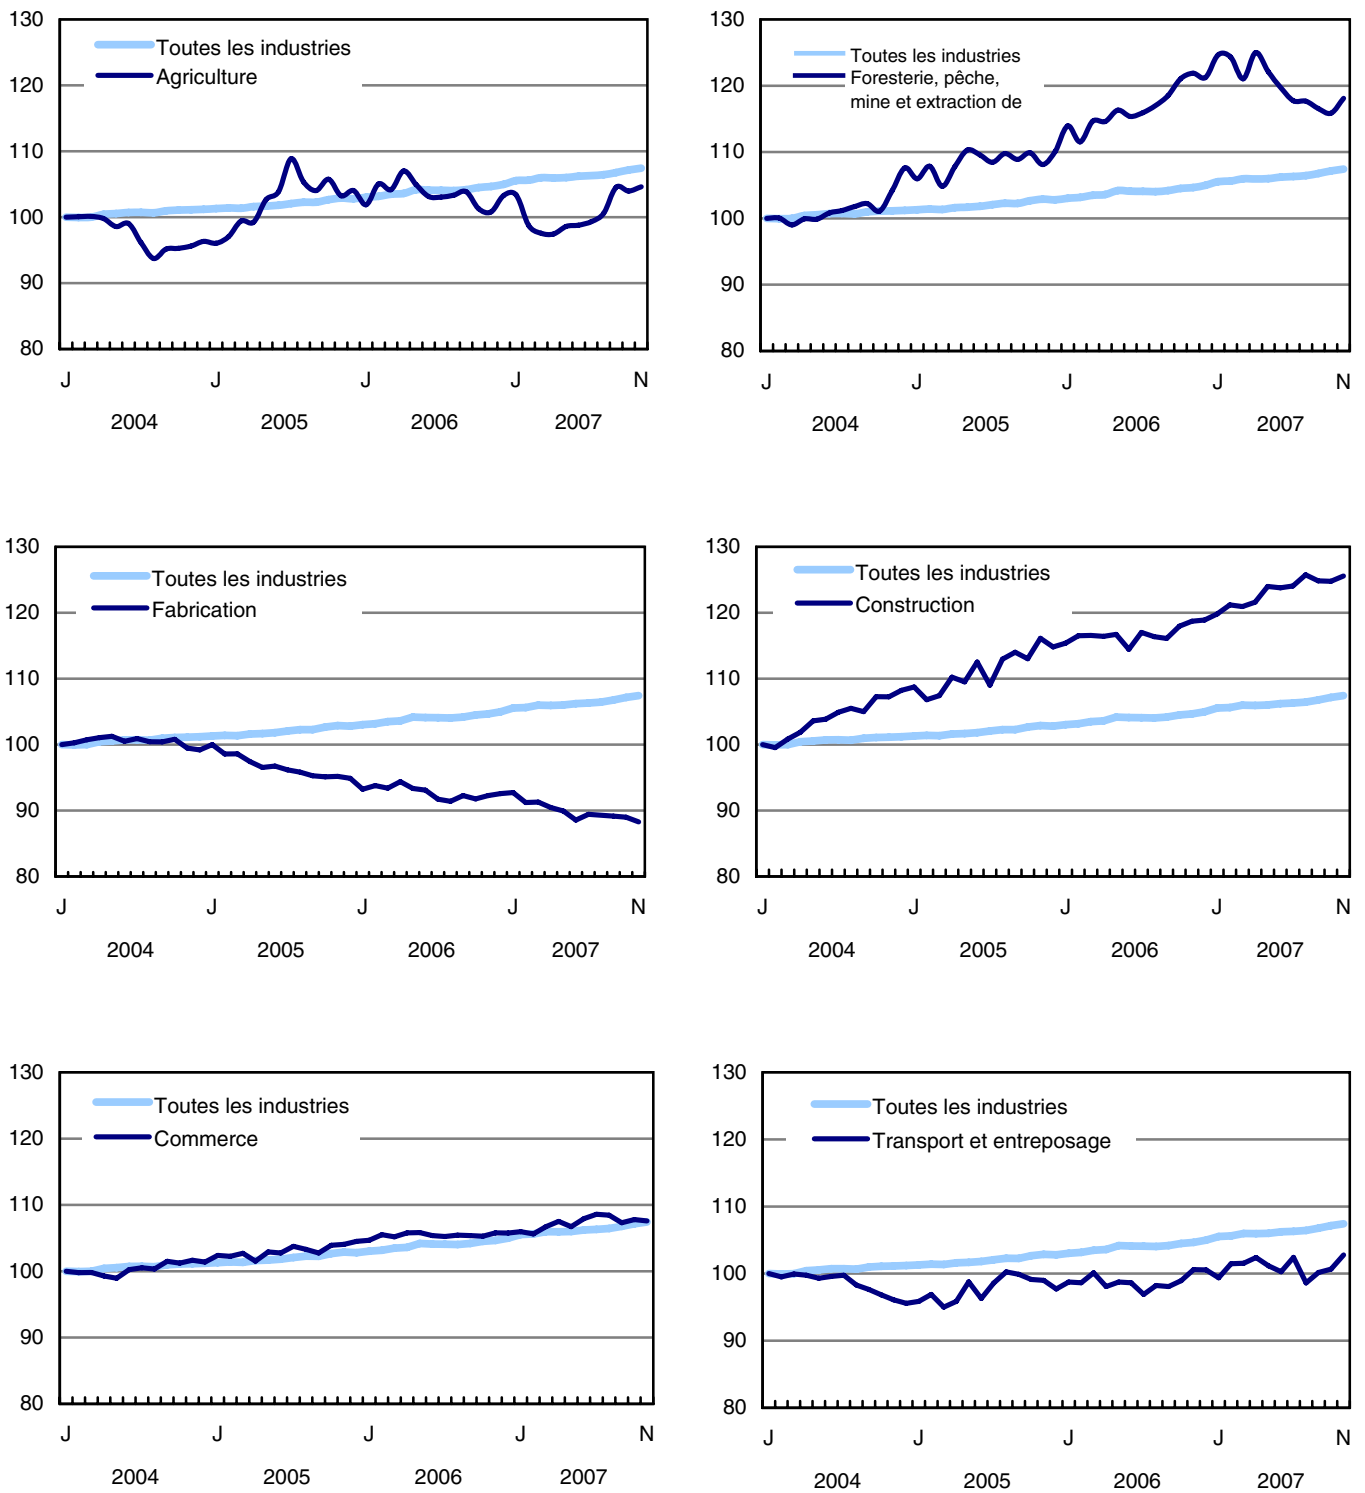 130
Toutes les industries
Agriculture
120
110
100
90
80
J J J J N
2004 2005 2006 2007
130
Toutes les industries
Foresterie, pêche,
mine et extraction de
120
110
100
90
80
J J J J N
2004 2005 2006 2007
130
Toutes les industries
Fabrication
120
110
100
90
80
J J J J N
2004 2005 2006 2007
130
Toutes les industries
Construction
120
110
100
90
80
J J J J N
2004 2005 2006 2007
130
Toutes les industries
Commerce
120
110
100
90
80
J J J J N
2004 2005 2006 2007
130
Toutes les industries
Transport et entreposage
120
110
100
90
80
J J J J N
2004 2005 2006 2007